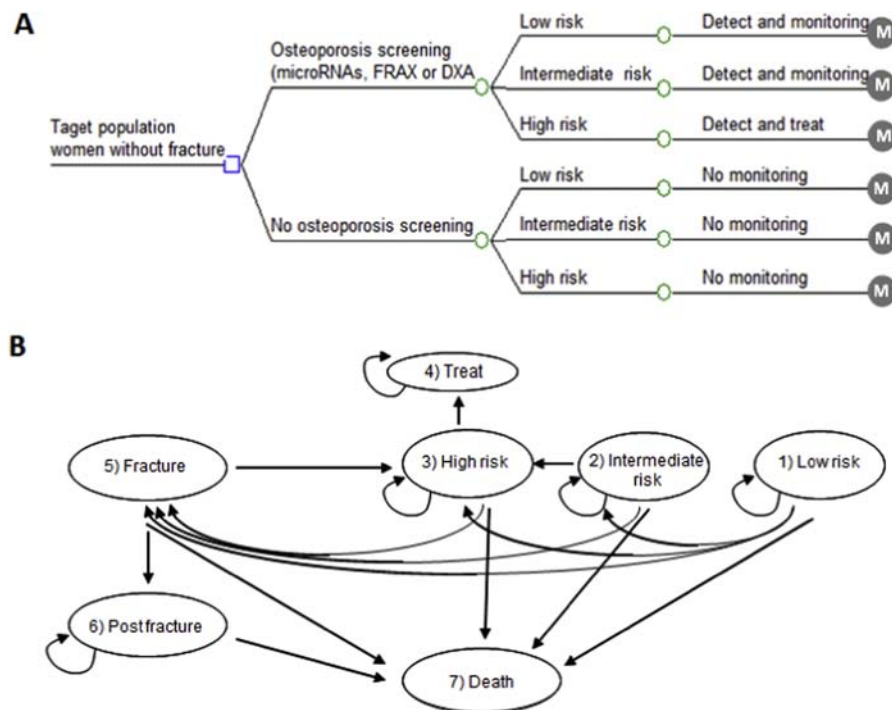 A
Taget population
women without fracture
Osteoporosis screening
(microRNAs, FRAX or DXA
Low risk
Detect and monitoring
M
Intermediate risk
Detect and monitoring
M
High risk
Detect and treat
M
No osteoporosis screening
Low risk
No monitoring
M
Intermediate risk
No monitoring
M
High risk
No monitoring
M
B
4) Treat
5) Fracture
3) High risk
2) Intermediate
risk
1) Low risk
6) Post fracture
7) Death